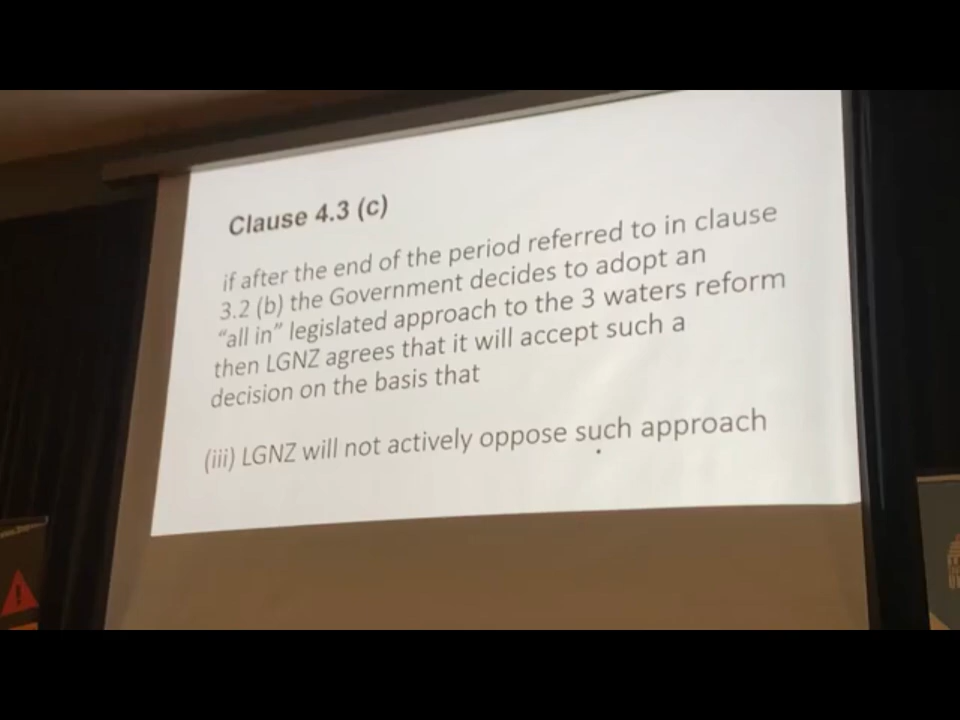 Clause 4.3 (c)
if after the end of the period referred to in clause
3.2 (b) the Government decides to adopt an
“all in” legislated approach to the 3 waters reform
then LGNZ agrees that it will accept such a
decision on the basis that
(iii) LGNZ will not actively oppose such approach